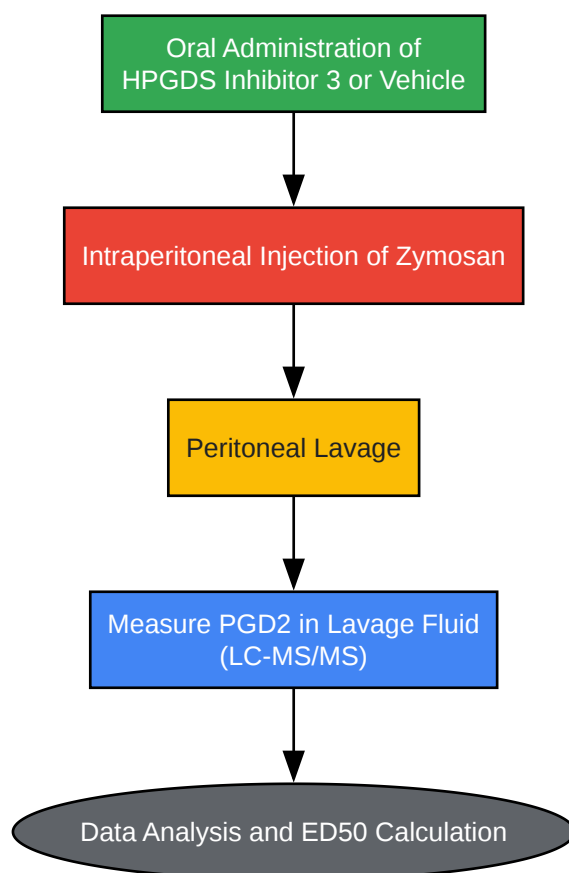 Oral Administration of
HPGDS Inhibitor 3 or Vehicle
Intraperitoneal Injection of Zymosan
Peritoneal Lavage
Measure PGD2 in Lavage Fluid
(LC-MS/MS)
Data Analysis and ED50 Calculation